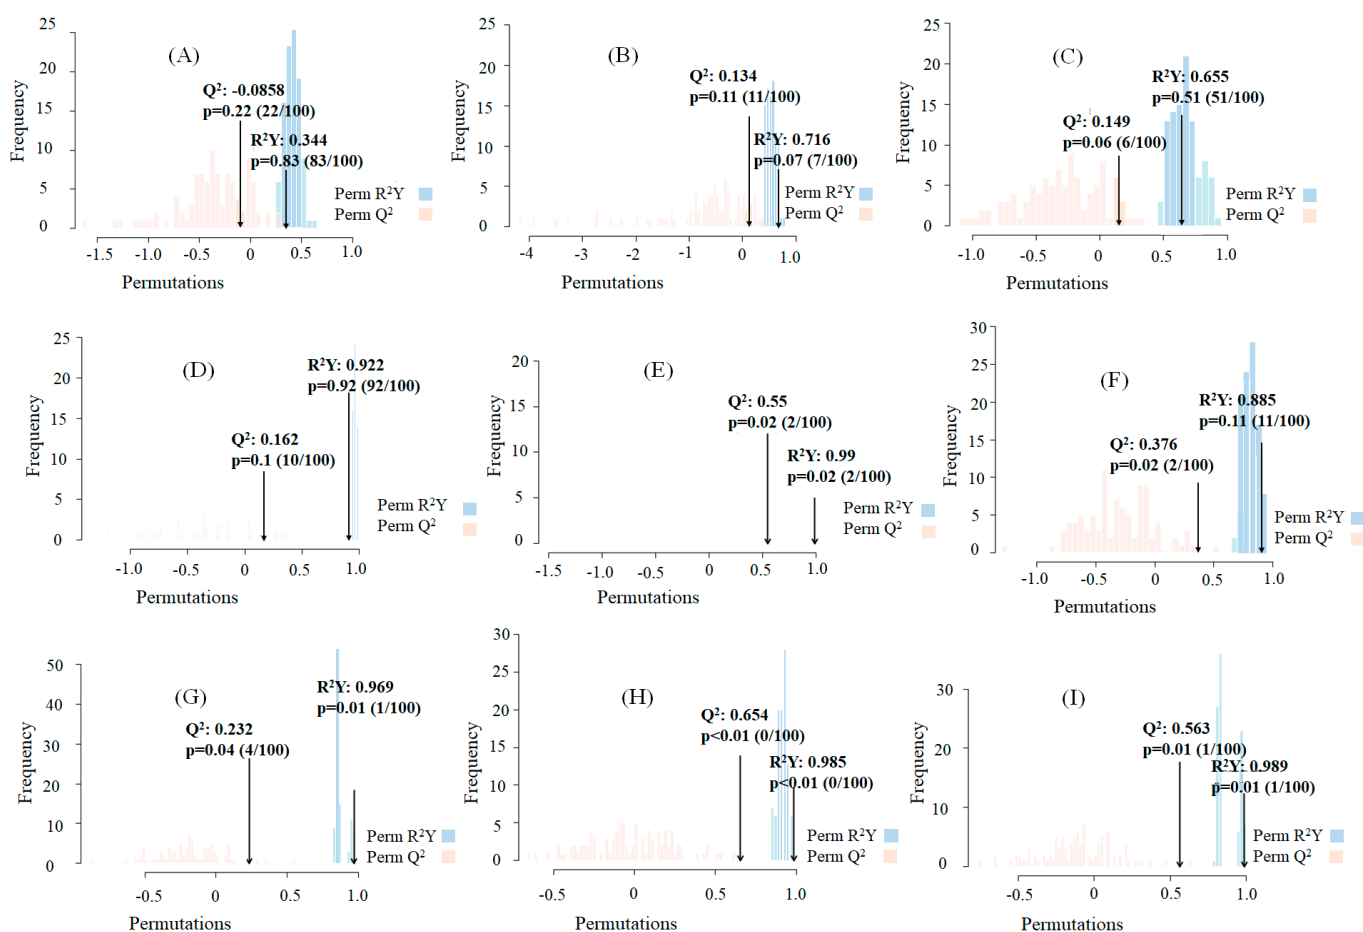 (A)
Frequency
25
20
15
10
5
0
Q²: -0.0858
p=0.22 (22/100)
R²Y: 0.344
p=0.83 (83/100)
Perm R²Y
Perm Q²
-1.5 -1.0 -0.5 0 0.5 1.0
Permutations
(B)
Frequency
25
20
15
10
5
0
Q²: 0.134
p=0.11 (11/100)
R²Y: 0.716
p=0.07 (7/100)
Perm R²Y
Perm Q²
-4 -3 -2 -1 0 1.0
Permutations
(C)
Frequency
25
20
15
10
5
0
R²Y: 0.655
p=0.51 (51/100)
Q²: 0.149
p=0.06 (6/100)
Perm R²Y
Perm Q²
-1.0 -0.5 0 0.5 1.0
Permutations
(D)
Frequency
25
20
15
10
5
0
R²Y: 0.922
p=0.92 (92/100)
Q²: 0.162
p=0.1 (10/100)
Perm R²Y
Perm Q²
-1.0 -0.5 0 0.5 1.0
Permutations
(E)
Frequency
20
15
10
5
0
Q²: 0.55
p=0.02 (2/100)
R²Y: 0.99
p=0.02 (2/100)
Perm R²Y
Perm Q²
-1.5 -1.0 0 0.5 1.0
Permutations
(F)
Frequency
30
25
20
15
10
5
0
R²Y: 0.885
p=0.11 (11/100)
Q²: 0.376
p=0.02 (2/100)
Perm R²Y
Perm Q²
-1.0 -0.5 0 0.5 1.0
Permutations
(G)
Frequency
50
40
30
20
10
0
R²Y: 0.969
p=0.01 (1/100)
Q²: 0.232
p=0.04 (4/100)
Perm R²Y
Perm Q²
-0.5 0 0.5 1.0
Permutations
(H)
Frequency
30
25
20
15
10
5
0
Q²: 0.654
p<0.01 (0/100)
R²Y: 0.985
p<0.01 (0/100)
Perm R²Y
Perm Q²
-0.5 0 0.5 1.0
Permutations
(I)
Frequency
30
20
10
0
Q²: 0.563
p=0.01 (1/100)
R²Y: 0.989
p=0.01 (1/100)
Perm R²Y
Perm Q²
-0.5 0 0.5 1.0
Permutations